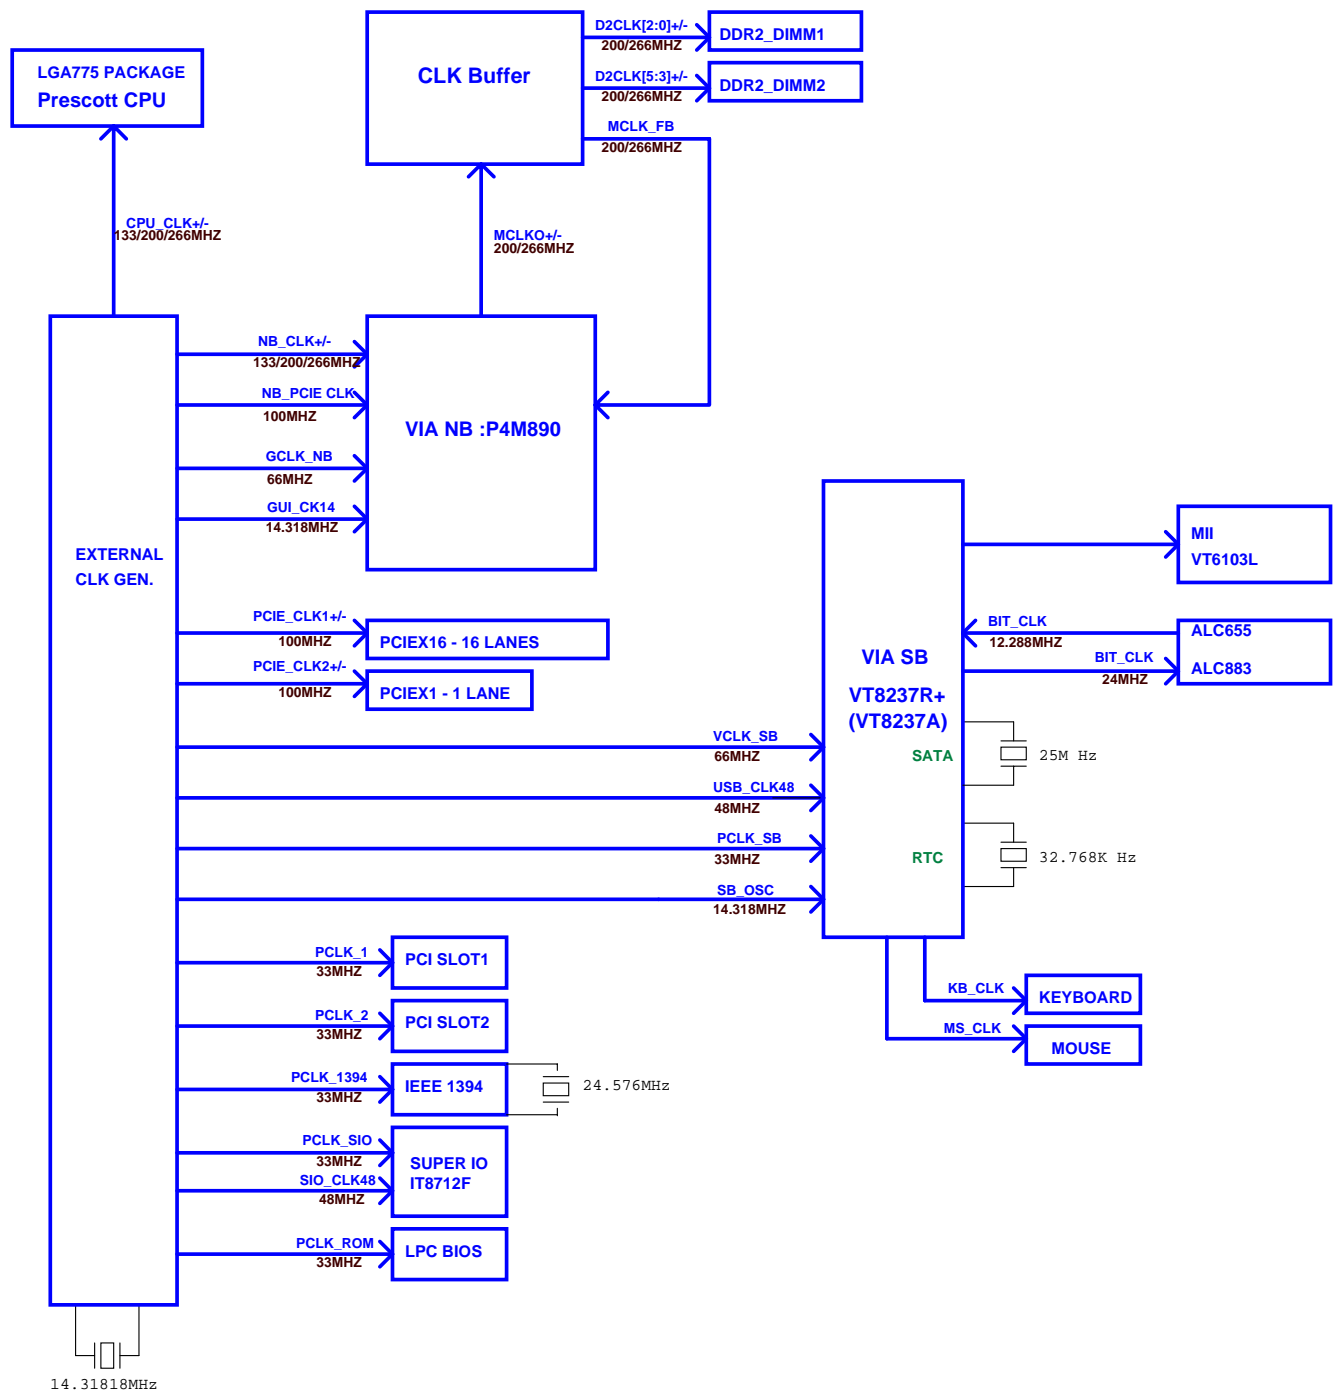 D2CLK[2:0]+/-
200/266MHZ
DDR2_DIMM1
CLK Buffer
D2CLK[5:3]+/-
200/266MHZ
DDR2_DIMM2
MCLK_FB
200/266MHZ
LGA775 PACKAGE
Prescott CPU
CPU_CLK+/-
133/200/266MHZ
MCLKO+/-
200/266MHZ
NB_CLK+/-
133/200/266MHZ
NB_PCIE CLK
100MHZ
VIA NB :P4M890
GCLK_NB
66MHZ
GUI_CK14
14.318MHZ
EXTERNAL
CLK GEN.
PCIE_CLK1+/-
100MHZ
PCIEX16 - 16 LANES
PCIE_CLK2+/-
100MHZ
PCIEX1 - 1 LANE
MII
VT6103L
BIT_CLK
12.288MHZ
ALC655
BIT_CLK
24MHZ
ALC883
VIA SB
VT8237R+
(VT8237A)
VCLK_SB
66MHZ
SATA
25M Hz
USB_CLK48
48MHZ
PCLK_SB
33MHZ
RTC
32.768K Hz
SB_OSC
14.318MHZ
PCLK_1
33MHZ
PCI SLOT1
KB_CLK
KEYBOARD
PCLK_2
33MHZ
PCI SLOT2
MS_CLK
MOUSE
PCLK_1394
33MHZ
IEEE 1394
24.576MHz
PCLK_SIO
33MHZ
SUPER IO
IT8712F
SIO_CLK48
48MHZ
PCLK_ROM
33MHZ
LPC BIOS
14.31818MHz